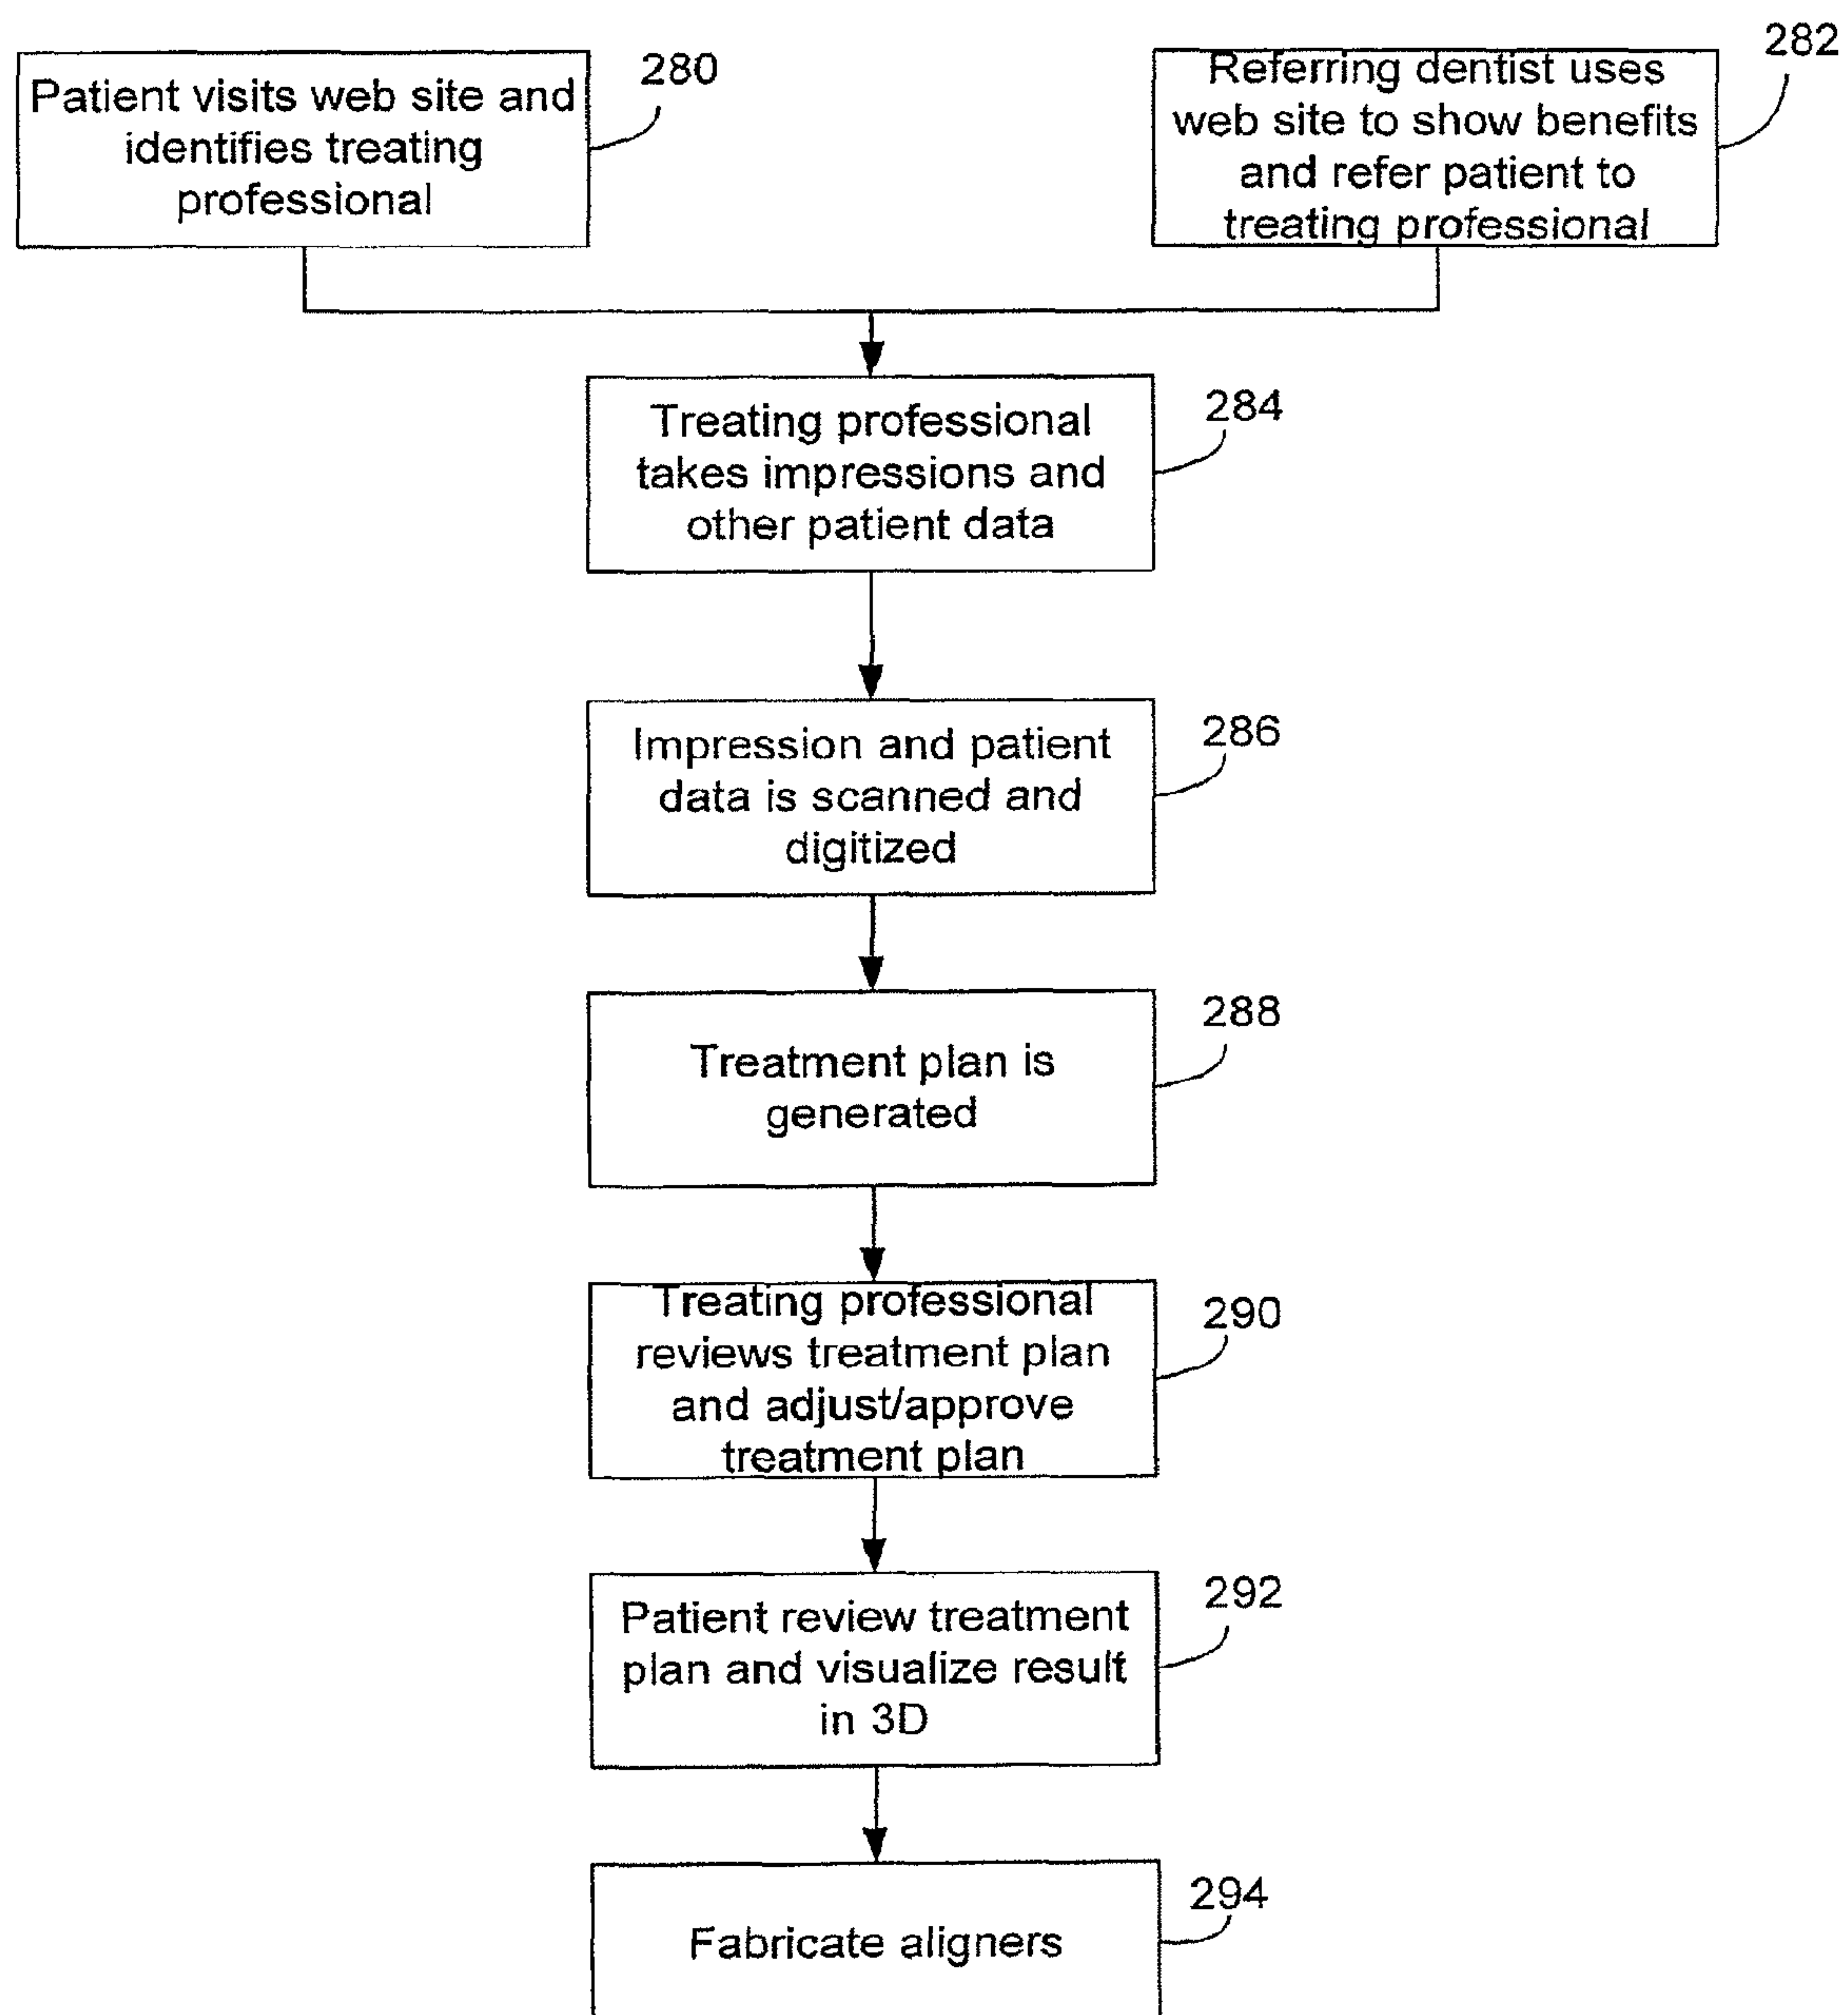 Patient visits web site and
identifies treating
professional
280
Referring dentist uses
web site to show benefits
and refer patient to
treating professional
282
Treating professional
takes impressions and
other patient data
284
Impression and patient
data is scanned and
digitized
286
Treatment plan is
generated
288
Treating professional
reviews treatment plan
and adjust/approve
treatment plan
290
Patient review treatment
plan and visualize result
in 3D
292
Fabricate aligners
294